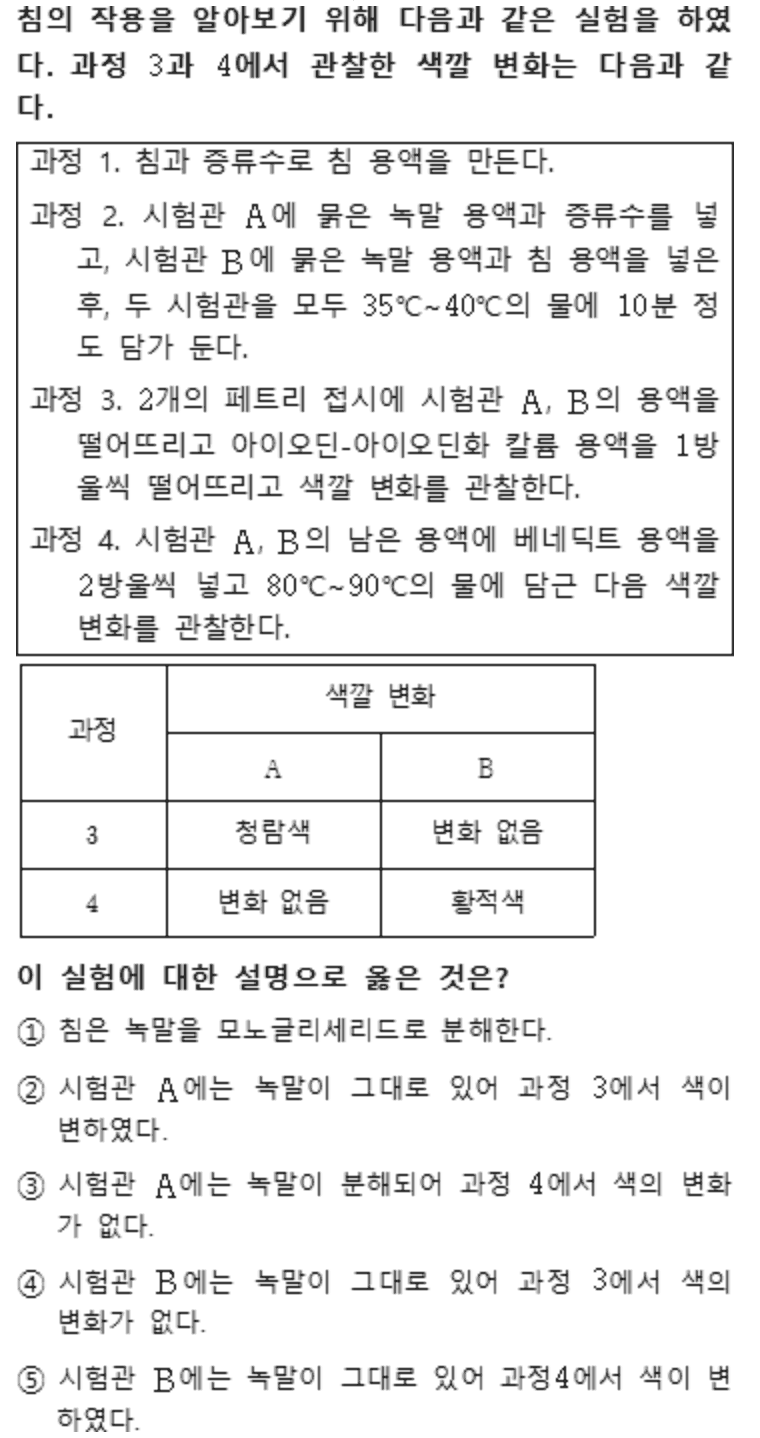 침의 작용을 알아보기 위해 다음과 같은 실험을 하였
다. 과정 3과 4에서 관찰한 색깔 변화는 다음과 같
다.
과정 1. 침과 증류수로 침 용액을 만든다.
과정 2. 시험관 A에 묽은 녹말 용액과 증류수를 넣
고, 시험관 B에 묽은 녹말 용액과 침 용액을 넣은
후, 두 시험관을 모두 35℃~40℃의 물에 10분 정
도 담가 둔다.
과정 3. 2개의 페트리 접시에 시험관 A, B의 용액을
떨어뜨리고 아이오딘-아이오딘화 칼륨 용액을 1방
울씩 떨어뜨리고 색깔 변화를 관찰한다.
과정 4. 시험관 A, B의 남은 용액에 베네딕트 용액을
2방울씩 넣고 80℃~90℃의 물에 담근 다음 색깔
변화를 관찰한다.
과정 색깔 변화
A B
3 청람색 변화 없음
4 변화 없음 황적색
이 실험에 대한 설명으로 옳은 것은?
① 침은 녹말을 모노글리세리드로 분해한다.
② 시험관 A에는 녹말이 그대로 있어 과정 3에서 색이
변하였다.
③ 시험관 A에는 녹말이 분해되어 과정 4에서 색의 변화
가 없다.
④ 시험관 B에는 녹말이 그대로 있어 과정 3에서 색의
변화가 없다.
⑤ 시험관 B에는 녹말이 그대로 있어 과정4에서 색이 변
하였다.